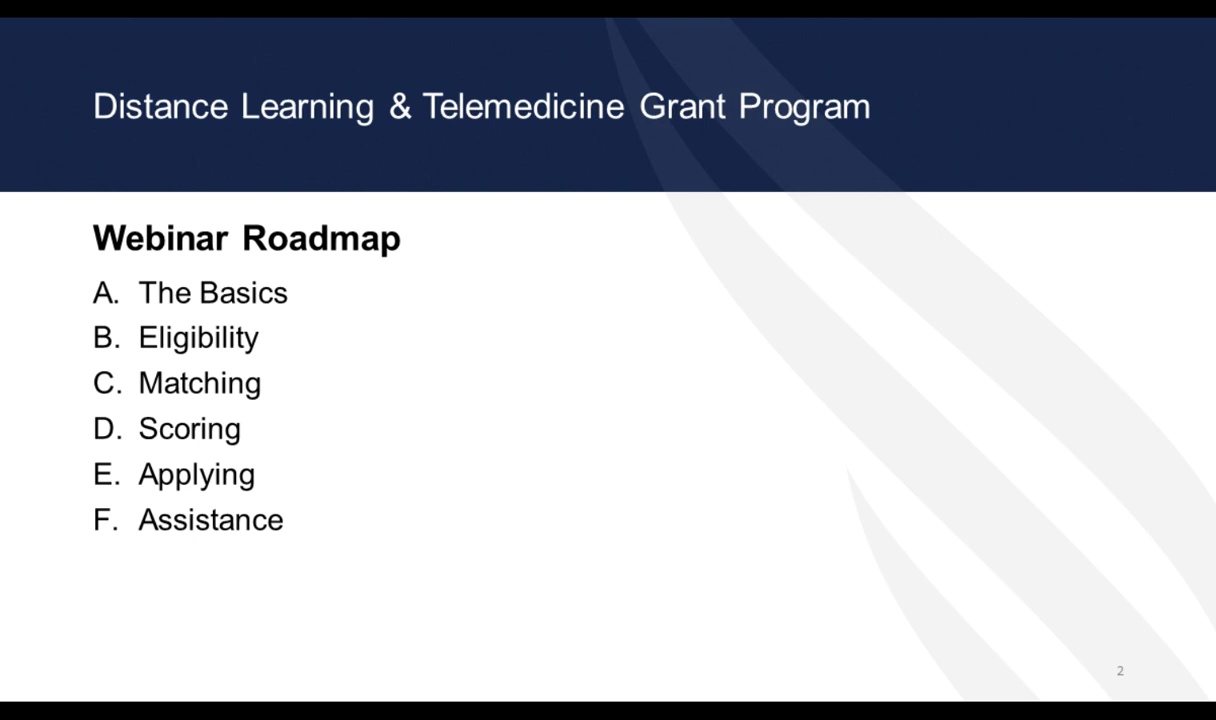 Distance Learning & Telemedicine Grant Program
Webinar Roadmap
A. The Basics
B. Eligibility
C. Matching
D. Scoring
E. Applying
F. Assistance
2